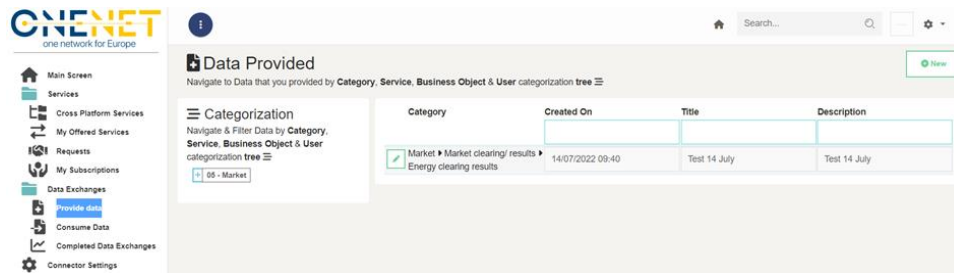 ONENET
one network for Europe
Search...
Main Screen
Services
Cross Platform Services
My Offered Services
Requests
My Subscriptions
Data Exchanges
Provide data
Consume Data
Completed Data Exchanges
Connector Settings
Data Provided
Navigate to Data that you provided by Category, Service, Business Object & User categorization tree
New
Categorization
Navigate & Filter Data by Category,
Service, Business Object & User
categorization tree
+ 05 - Market
Category Created On Title Description
Market Market clearing/ results
Energy clearing results
14/07/2022 09:40 Test 14 July Test 14 July